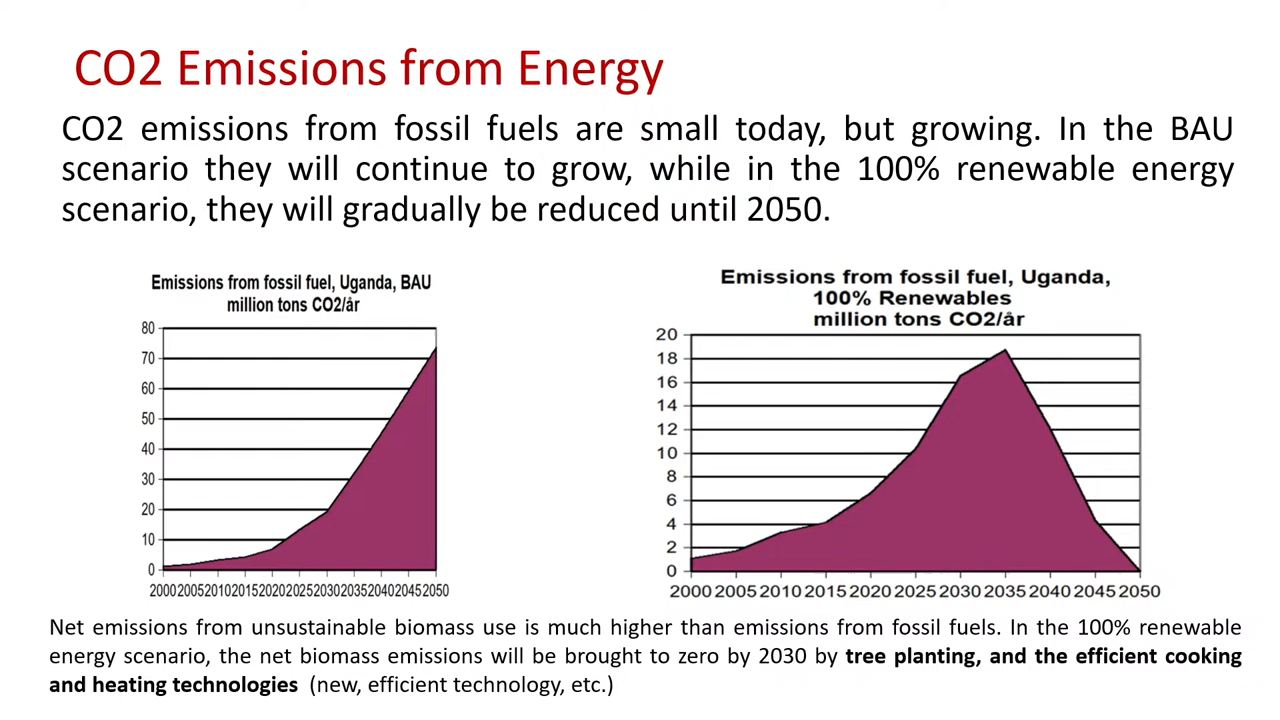 CO2 Emissions from Energy
CO2 emissions from fossil fuels are small today, but growing. In the BAU
scenario they will continue to grow, while in the 100% renewable energy
scenario, they will gradually be reduced until 2050.
Emissions from fossil fuel, Uganda, BAU
million tons CO2/år
80
70
60
50
40
30
20
10
0
2000 2005 2010 2015 2020 2025 2030 2035 2040 2045 2050
Emissions from fossil fuel, Uganda,
100% Renewables
million tons CO2/år
20
18
16
14
12
10
8
6
4
2
0
2000 2005 2010 2015 2020 2025 2030 2035 2040 2045 2050
Net emissions from unsustainable biomass use is much higher than emissions from fossil fuels. In the 100% renewable
energy scenario, the net biomass emissions will be brought to zero by 2030 by tree planting, and the efficient cooking
and heating technologies (new, efficient technology, etc.)